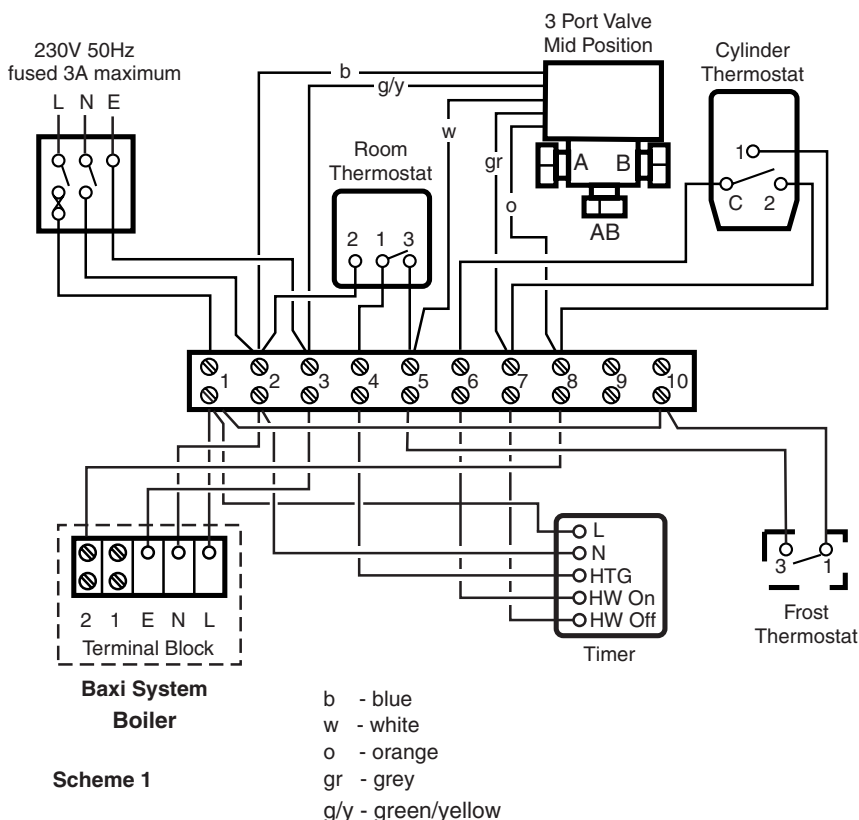 230V 50Hz
fused 3A maximum
L N E
3 Port Valve
Mid Position
Cylinder
Thermostat
b
g/y
w
gr
o
A B
AB
1
C 2
Room
Thermostat
2 1 3
1 2 3 4 5 6 7 8 9 10
2 1 E N L
Terminal Block
Baxi System
Boiler
L
N
HTG
HW On
HW Off
Timer
3 1
Frost
Thermostat
b - blue
w - white
o - orange
gr - grey
g/y - green/yellow
Scheme 1